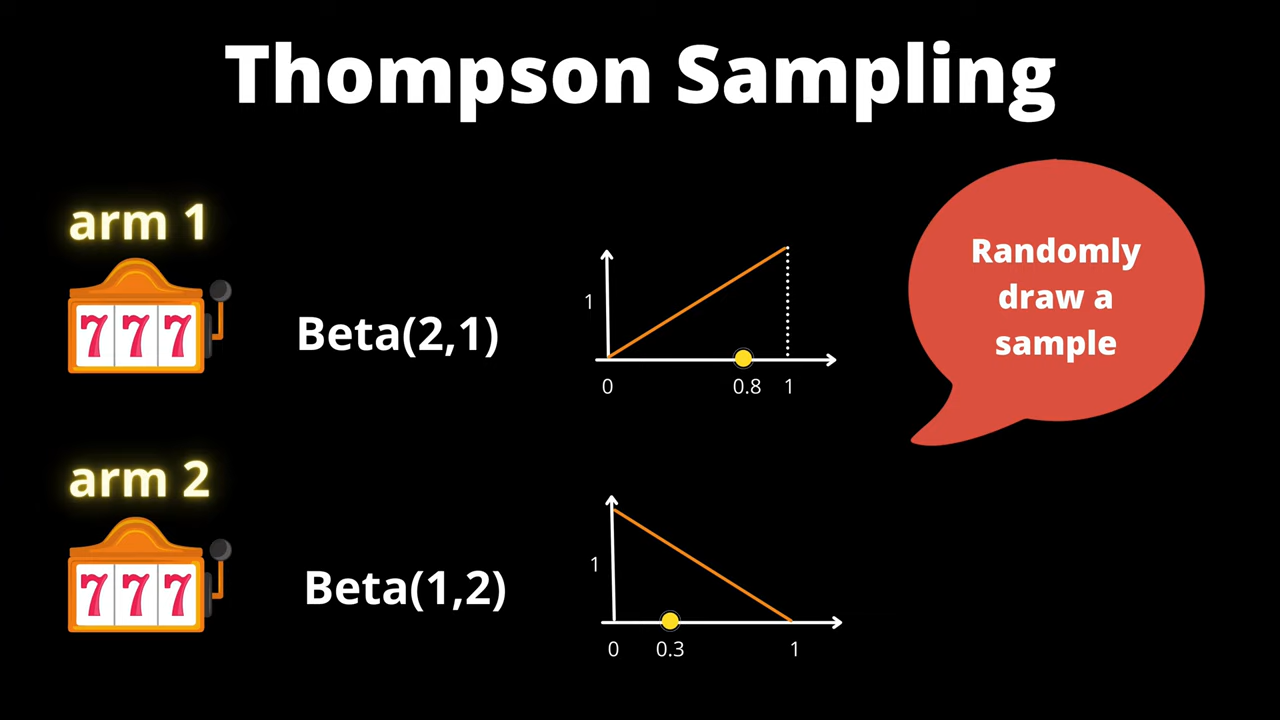 Thompson Sampling
arm 1
777
Beta(2,1)
1
0
0.8
1
Randomly
draw a
sample
arm 2
777
Beta(1,2)
1
0
0.3
1